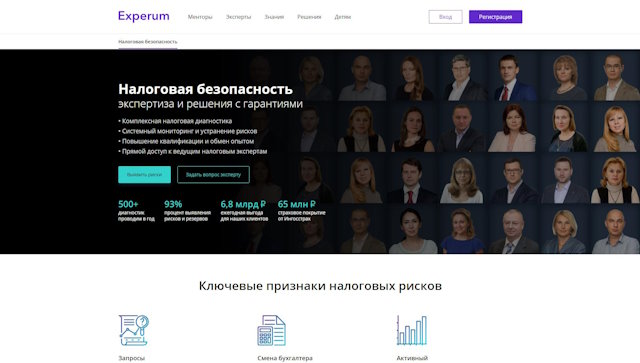 Experum
Менторы Эксперты Знания Решения Детям
Вход Регистрация
Налоговая безопасность
Налоговая безопасность
экспертиза и решения с гарантиями
• Комплексная налоговая диагностика
• Системный мониторинг и устранение рисков
• Повышение квалификации и обмен опытом
• Прямой доступ к ведущим налоговым экспертам
Выявить риски Задать вопрос эксперту
500+ 93% 6,8 млрд ₽ 65 млн ₽
диагностик процент выявления ежегодная выгода страховое покрытие
проводим в год рисков и резервов для наших клиентов от Ингосстрах
Ключевые признаки налоговых рисков
Запросы Смена бухгалтера Активный